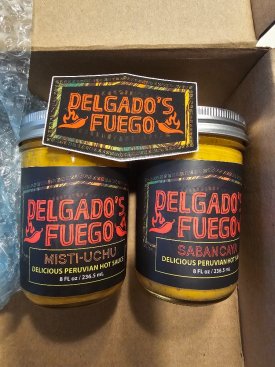 DELGADO'S
FUEGO
DELGADO'S
FUEGO
MISTI-UCHU
DELICIOUS PERUVIAN HOT SAUCE
8 FL oz / 236.5 mL
DELGADO'S
FUEGO
SABANCAYA
DELICIOUS PERUVIAN HOT SAUCE
8 FL oz / 236.5 mL